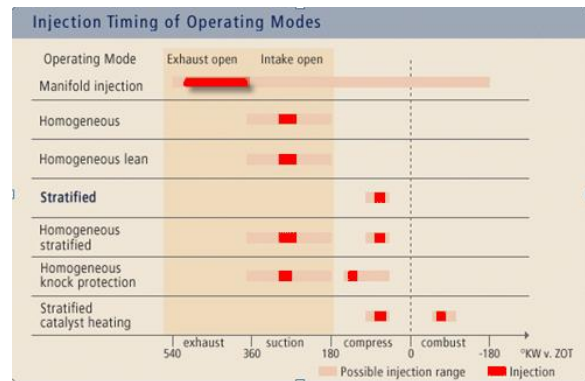 Injection Timing of Operating Modes
Operating Mode Exhaust open Intake open
Manifold injection
Homogeneous
Homogeneous lean
Stratified
Homogeneous
stratified
Homogeneous
knock protection
Stratified
catalyst heating
exhaust suction compress combust
540 360 180 0 -180 °KW v. ZOT
Possible injection range Injection